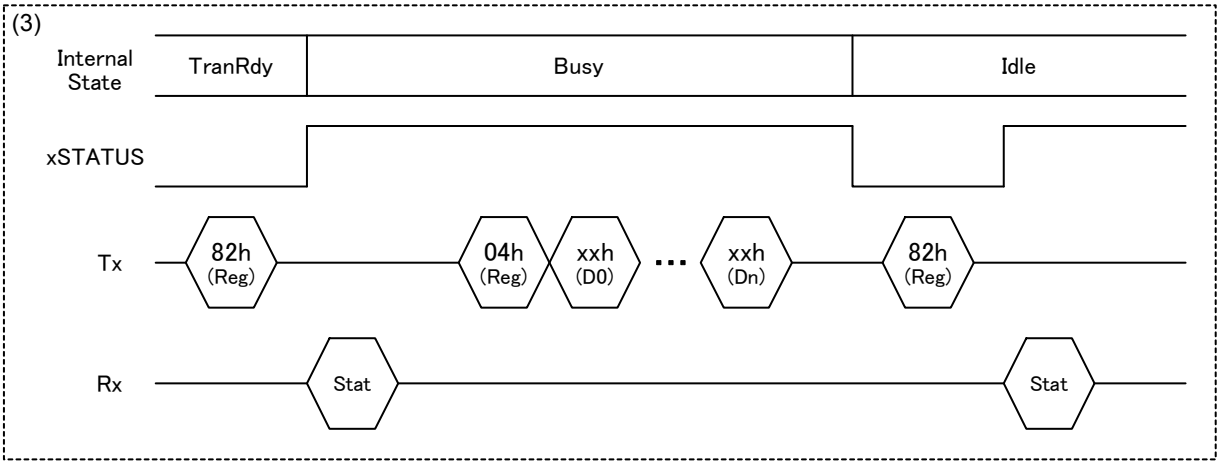 (3)
Internal
State
TranRdy
Busy
Idle
xSTATUS
Tx
82h
(Reg)
04h
(Reg)
xxh
(D0)
...
xxh
(Dn)
82h
(Reg)
Rx
Stat
Stat